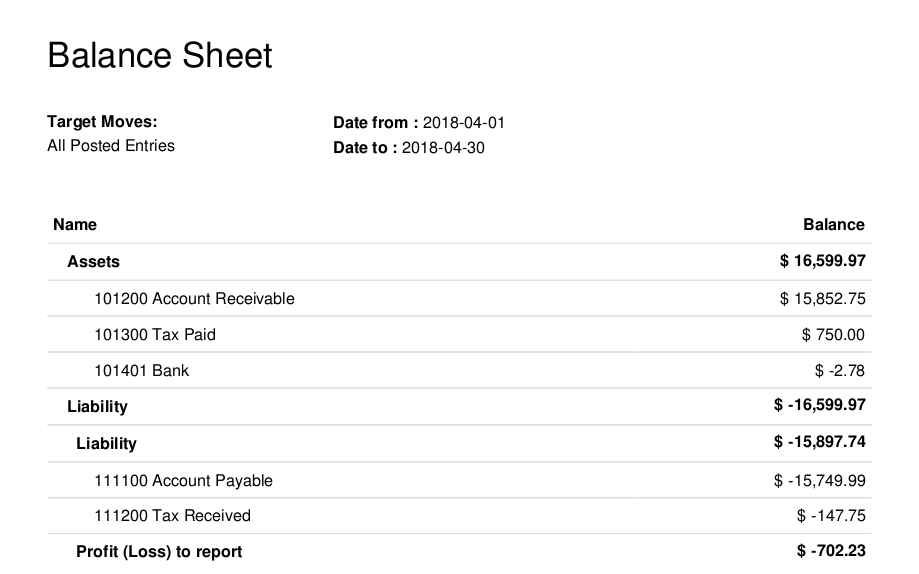 Balance Sheet
Target Moves: Date from : 2018-04-01
All Posted Entries Date to : 2018-04-30
Name Balance
Assets $ 16,599.97
101200 Account Receivable $ 15,852.75
101300 Tax Paid $ 750.00
101401 Bank $ -2.78
Liability $ -16,599.97
Liability $ -15,897.74
111100 Account Payable $ -15,749.99
111200 Tax Received $ -147.75
Profit (Loss) to report $ -702.23